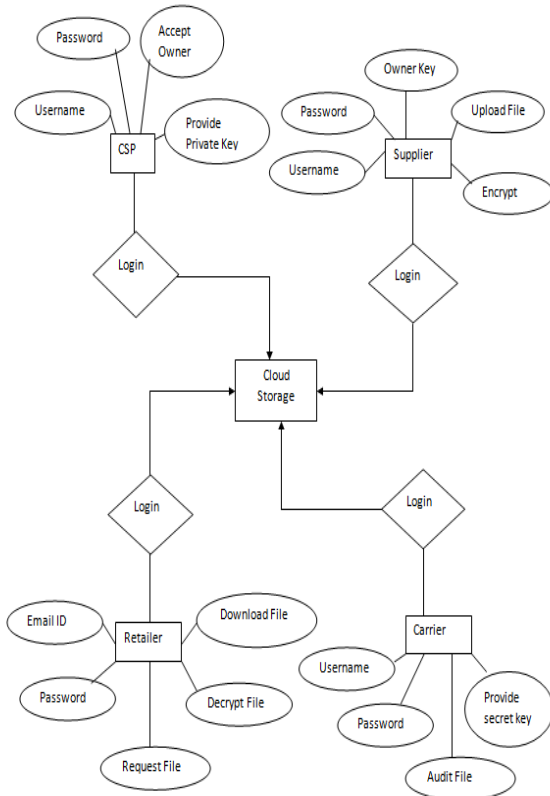 Password
Accept
Owner
Username
Provide
Private Key
CSP
Login
Owner Key
Password
Upload File
Username
Supplier
Encrypt
Login
Cloud
Storage
Login
Email ID
Download File
Retailer
Password
Decrypt File
Request File
Login
Carrier
Username
Provide
secret key
Password
Audit File